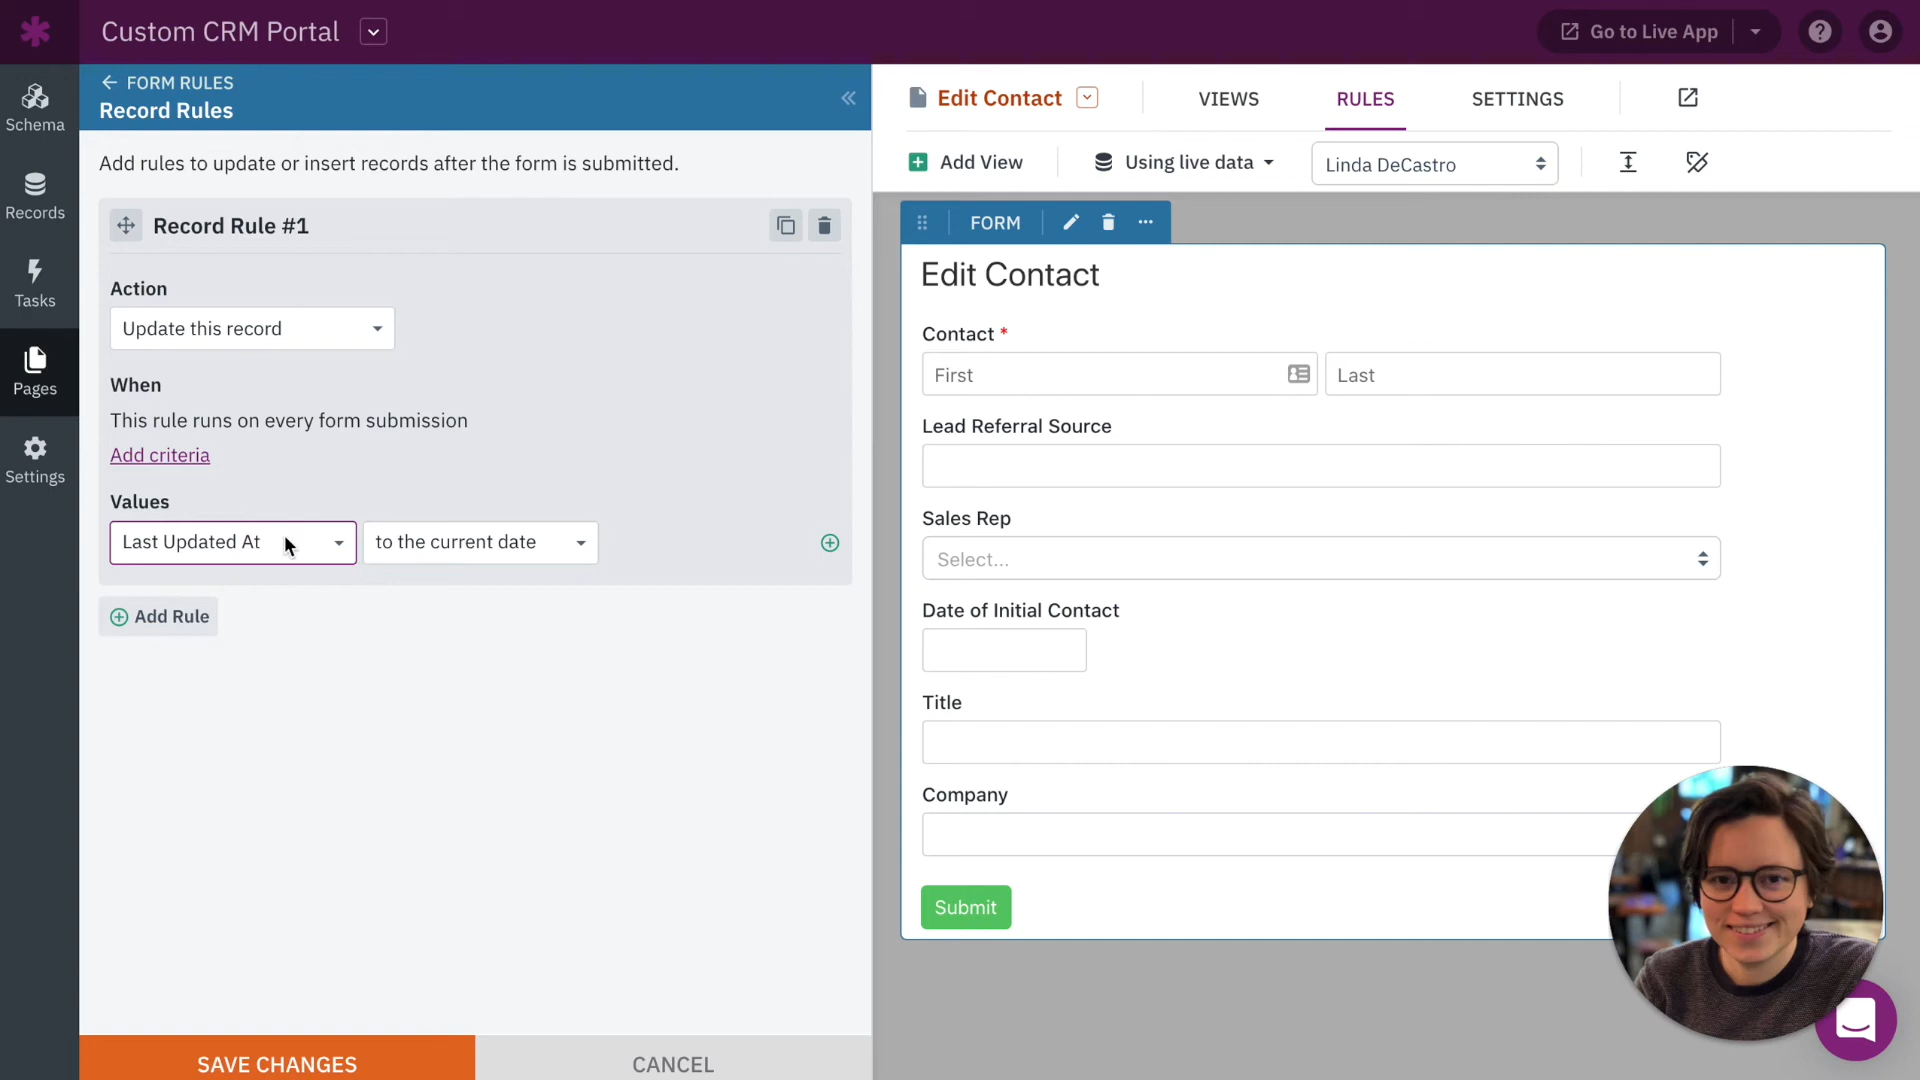 Custom CRM Portal
Go to Live App
Schema
Records
Tasks
Pages
Settings
FORM RULES
Record Rules
Add rules to update or insert records after the form is submitted.
Record Rule #1
Action
Update this record
When
This rule runs on every form submission
Add criteria
Values
Last Updated At
to the current date
Add Rule
SAVE CHANGES
CANCEL
Edit Contact
VIEWS
RULES
SETTINGS
Add View
Using live data
Linda DeCastro
FORM
Edit Contact
Contact *
First
Last
Lead Referral Source
Sales Rep
Select...
Date of Initial Contact
Title
Company
Submit